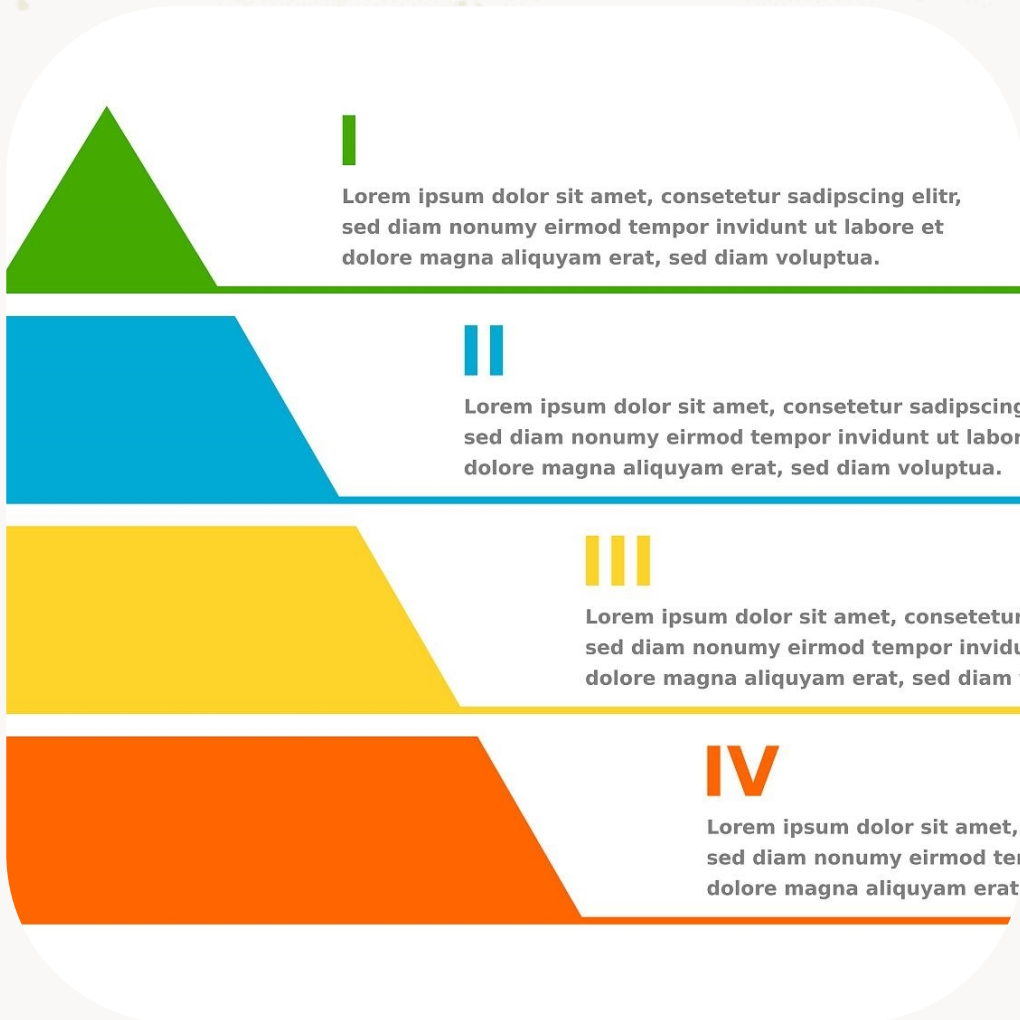 I
Lorem ipsum dolor sit amet, consetetur sadipscing elitr,
sed diam nonumy eirmod tempor invidunt ut labore et
dolore magna aliquyam erat, sed diam voluptua.
II
Lorem ipsum dolor sit amet, consetetur sadipscing
sed diam nonumy eirmod tempor invidunt ut
dolore magna aliquyam erat, sed diam voluptua.
III
Lorem ipsum dolor sit amet, consetetur
sed diam nonumy eirmod tempor
dolore magna aliquyam erat, sed diam
IV
Lorem ipsum dolor sit amet,
sed diam nonumy eirmod
dolore magna aliquyam erat